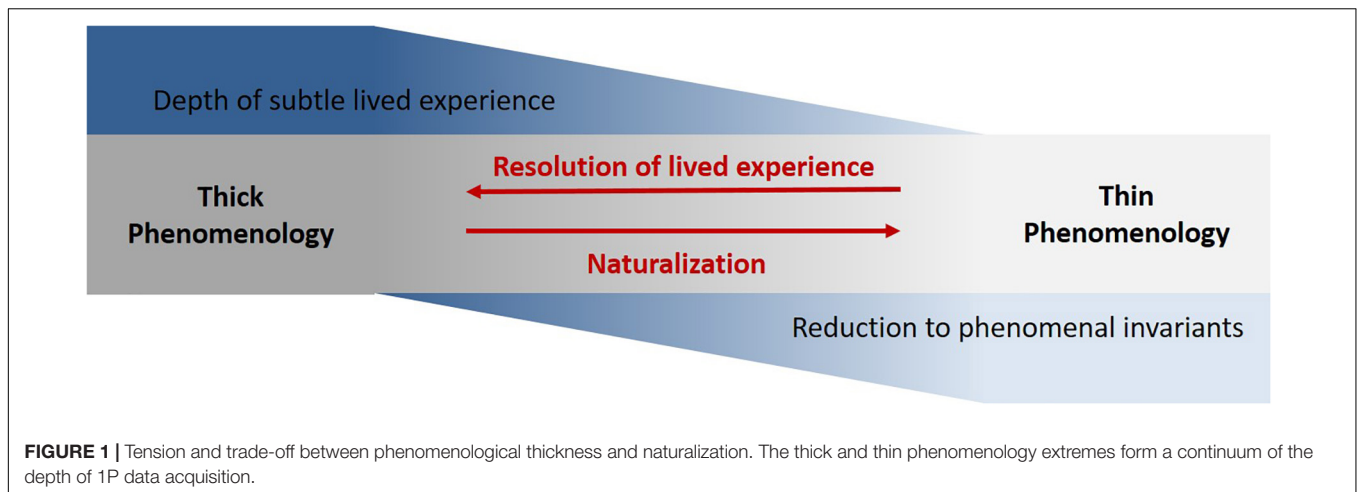 Depth of subtle lived experience
Resolution of lived experience
Thick
Phenomenology
Thin
Phenomenology
Naturalization
Reduction to phenomenal invariants
FIGURE 1 | Tension and trade-off between phenomenological thickness and naturalization. The thick and thin phenomenology extremes form a continuum of the
depth of 1P data acquisition.